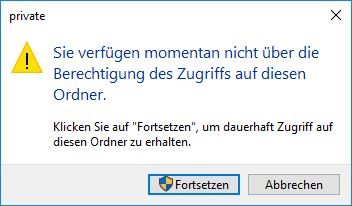 private
Sie verfügen momentan nicht über die
Berechtigung des Zugriffs auf diesen
Ordner.
Klicken Sie auf "Fortsetzen", um dauerhaft Zugriff auf
diesen Ordner zu erhalten.
Fortsetzen
Abbrechen